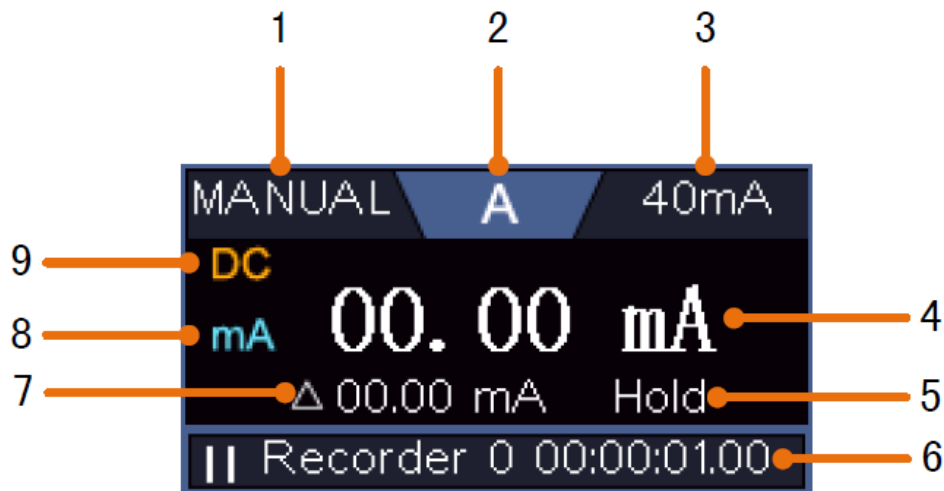 1 2 3
MANUAL A 40mA
9 DC
8 mA 00.00 mA 4
7 △ 00.00 mA Hold 5
|| Recorder 0 00:00:01.00 6